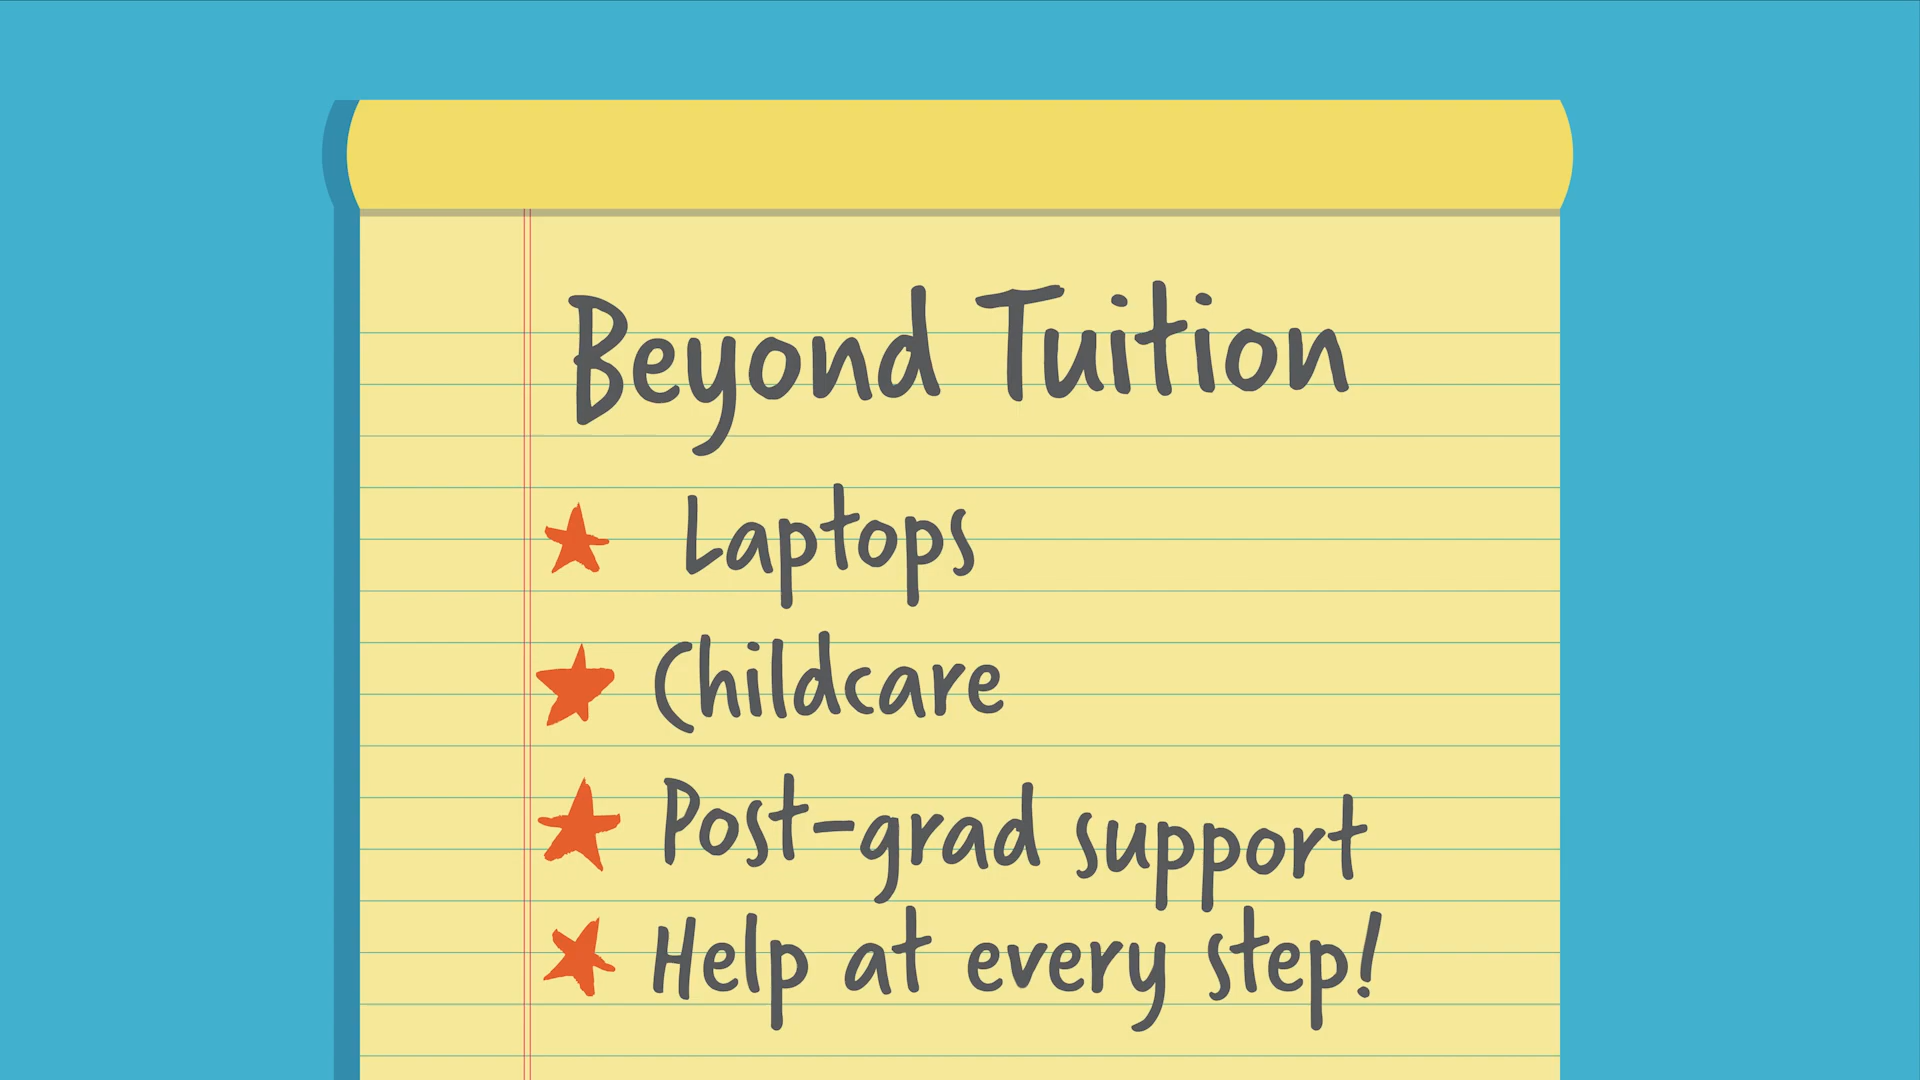 Beyond Tuition
Laptops
Childcare
Post-grad support
Help at every step!